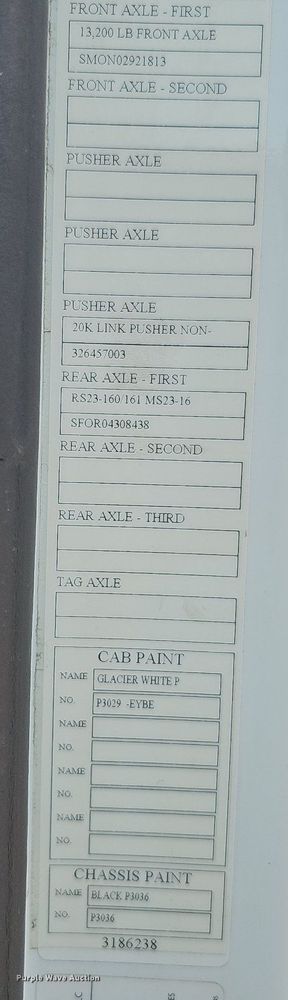 FRONT AXLE - FIRST
13,200 LB FRONT AXLE
SMON02921813
FRONT AXLE - SECOND
PUSHER AXLE
PUSHER AXLE
PUSHER AXLE
20K LINK PUSHER NON-
326457003
REAR AXLE - FIRST
RS23-160/161 MS23-16
SFOR04308438
REAR AXLE - SECOND
REAR AXLE - THIRD
TAG AXLE
CAB PAINT
NAME GLACIER WHITE P
NO. P3029 -EYBE
NAME
NO.
NAME
NO.
NAME
NO.
CHASSIS PAINT
NAME BLACK P3036
NO. P3036
3186238
Purple Wave Auction